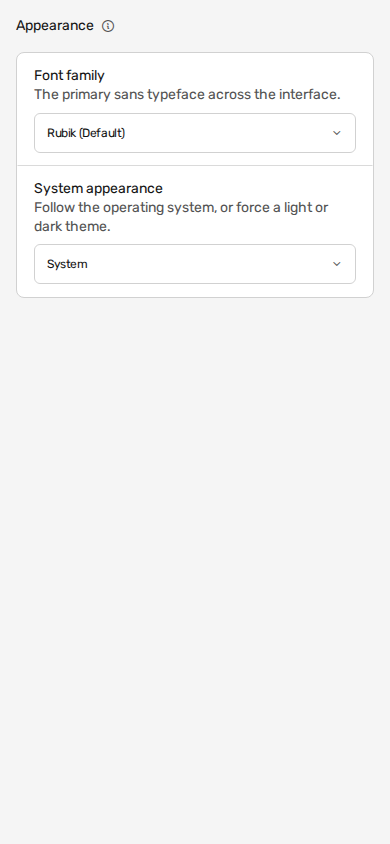 Appearance
Font family
The primary sans typeface across the interface.
Rubik (Default)
System appearance
Follow the operating system, or force a light or
dark theme.
System